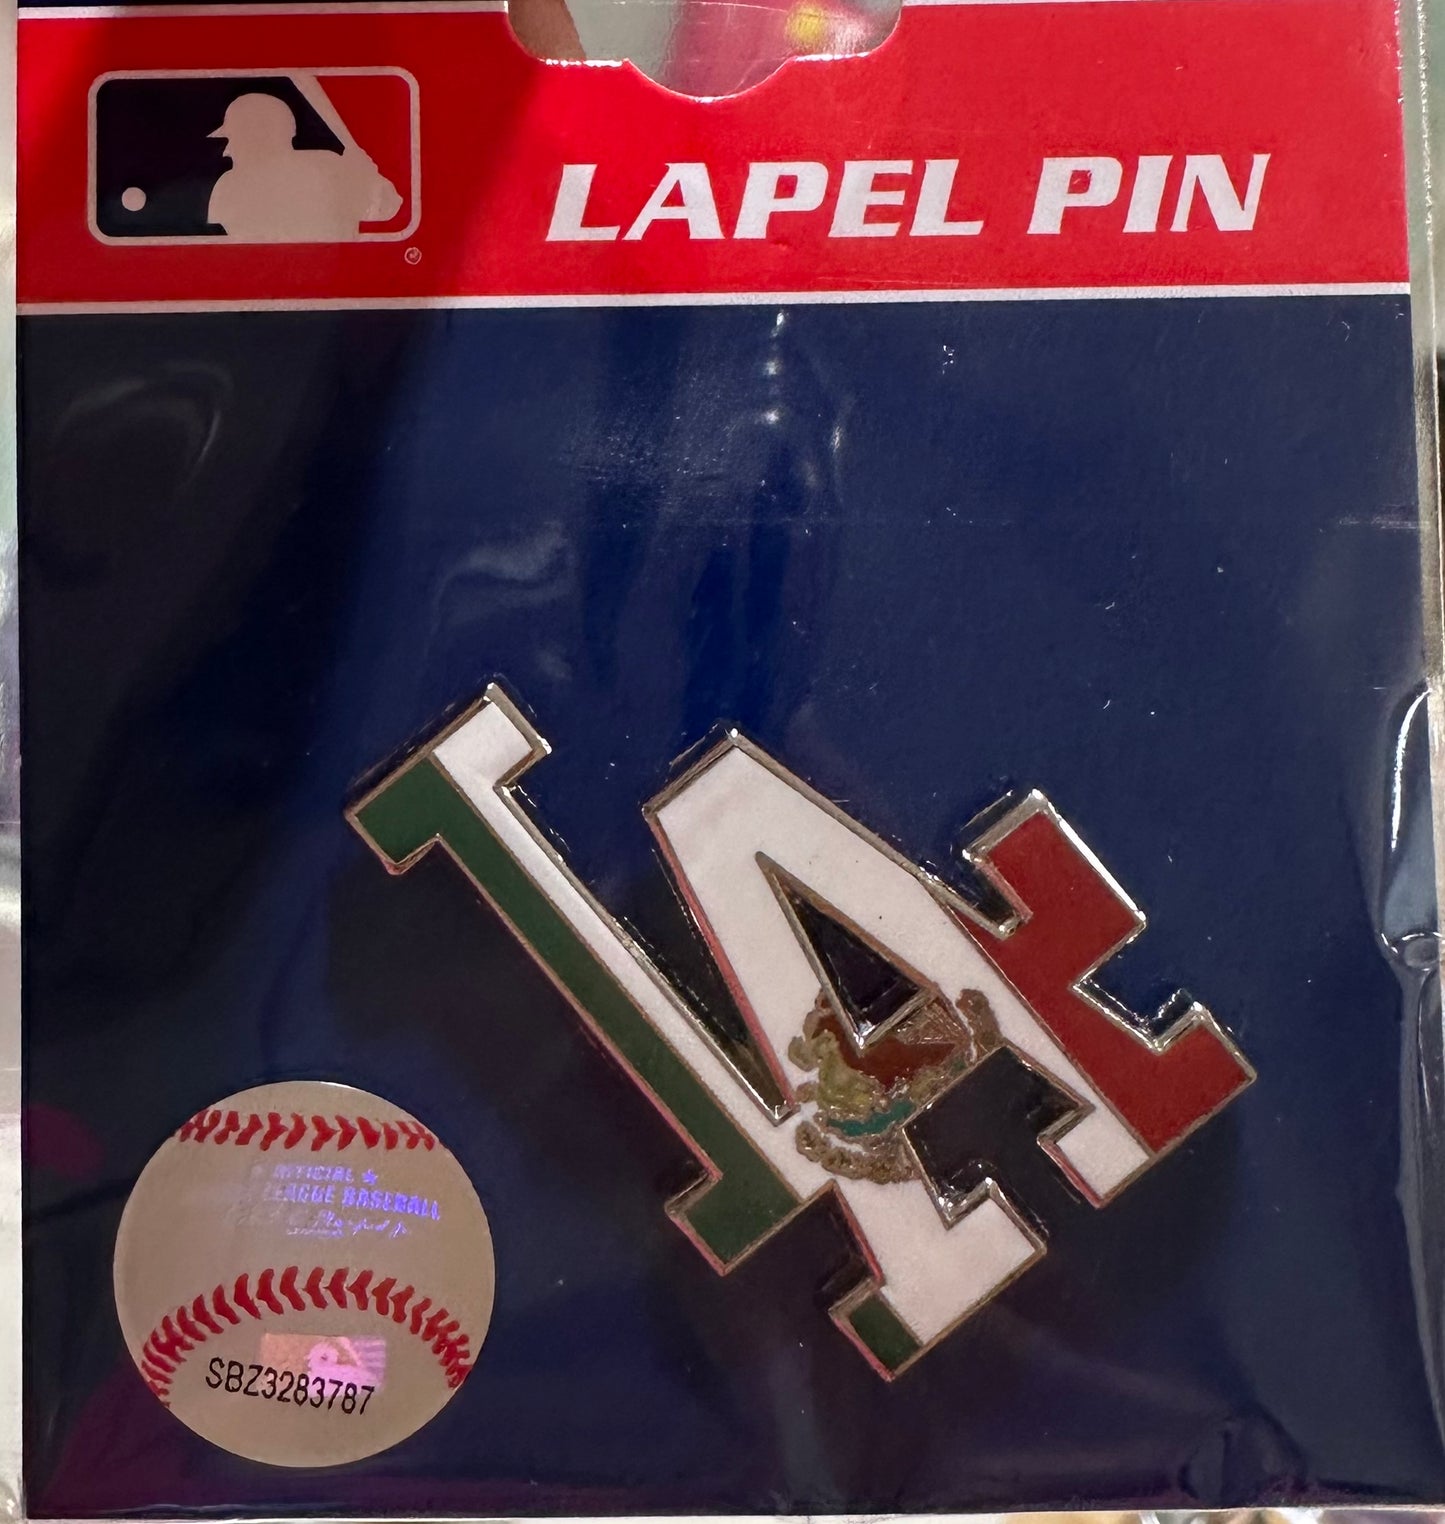 LAPEL PIN
®
LA
OFFICIAL ★
LEAGUE BASEBALL
SBZ3283787